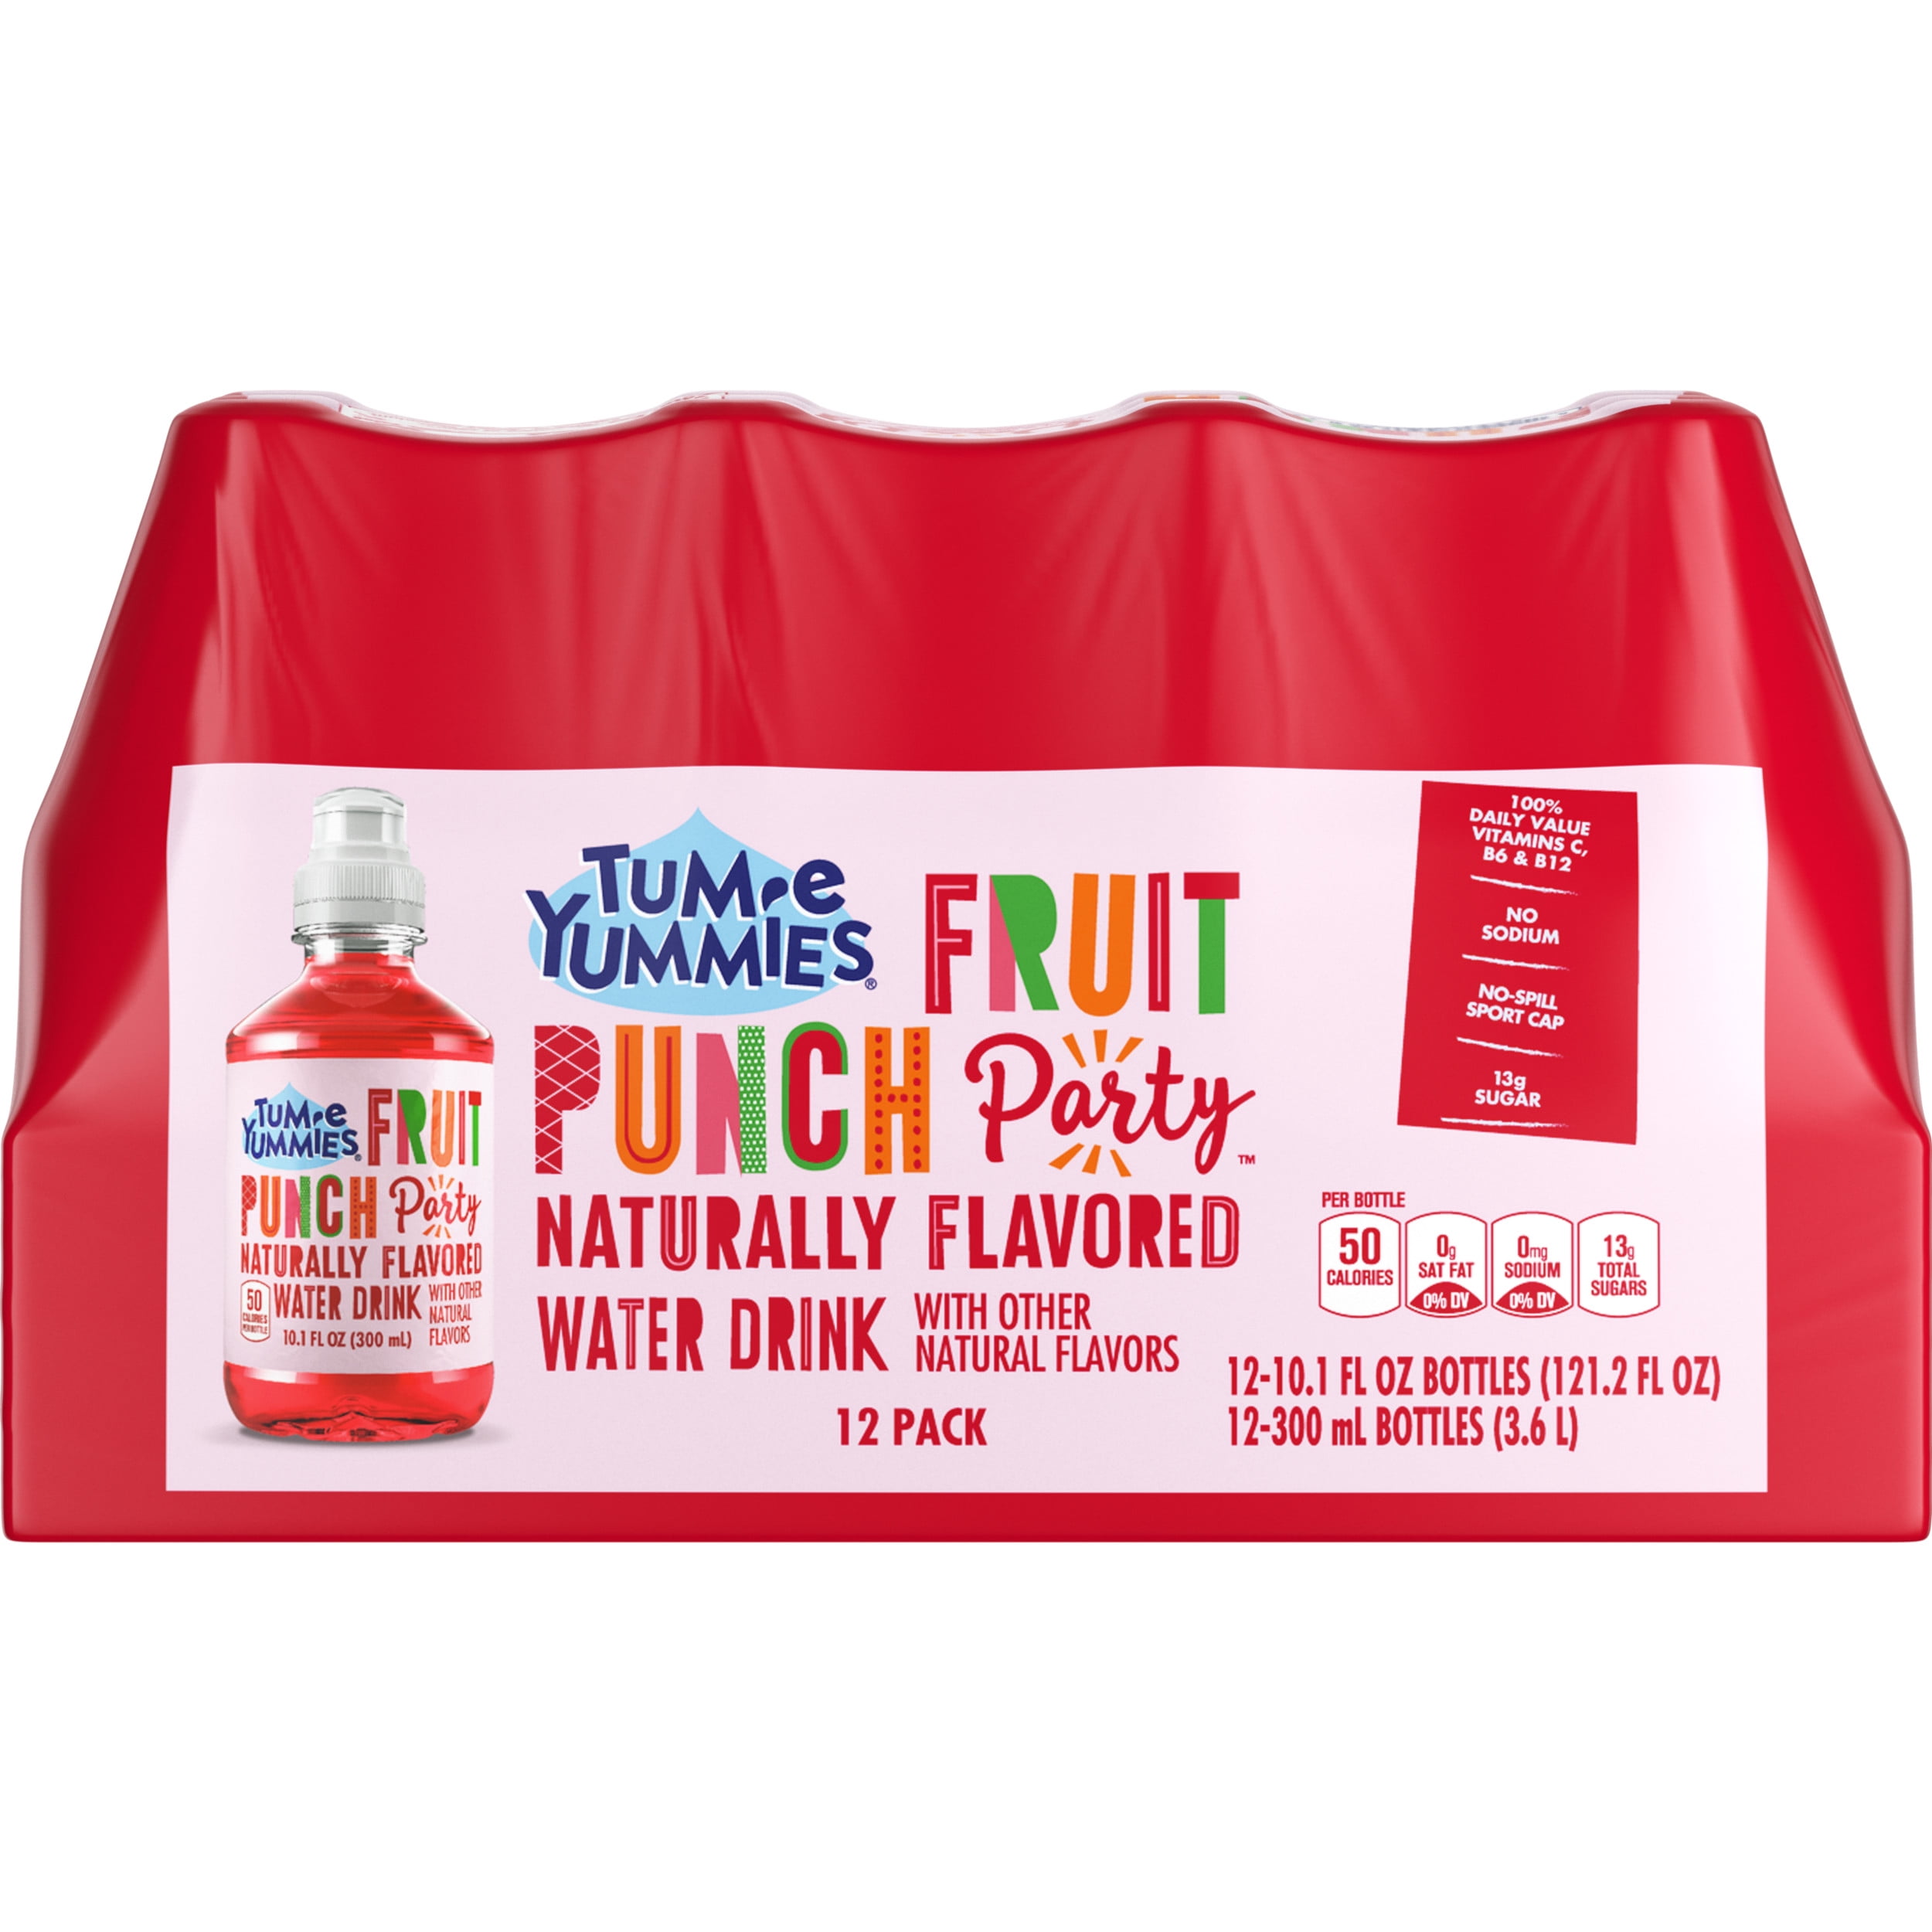 TUM-E
YUMMIES®
FRUIT
PUNCH Party™
NATURALLY FLAVORED
WATER DRINK
WITH OTHER
NATURAL FLAVORS
12 PACK
100%
DAILY VALUE
VITAMINS C,
B6 & B12
NO
SODIUM
NO-SPILL
SPORT CAP
13g
SUGAR
PER BOTTLE
50
CALORIES
0g
SAT FAT
0% DV
0mg
SODIUM
0% DV
13g
TOTAL
SUGARS
12-10.1 FL OZ BOTTLES (121.2 FL OZ)
12-300 mL BOTTLES (3.6 L)
TUM-E
YUMMIES®
FRUIT
PUNCH Party
NATURALLY FLAVORED
50
CALORIES
PER BOTTLE
WATER DRINK
WITH OTHER
NATURAL
FLAVORS
10.1 FL OZ (300 mL)